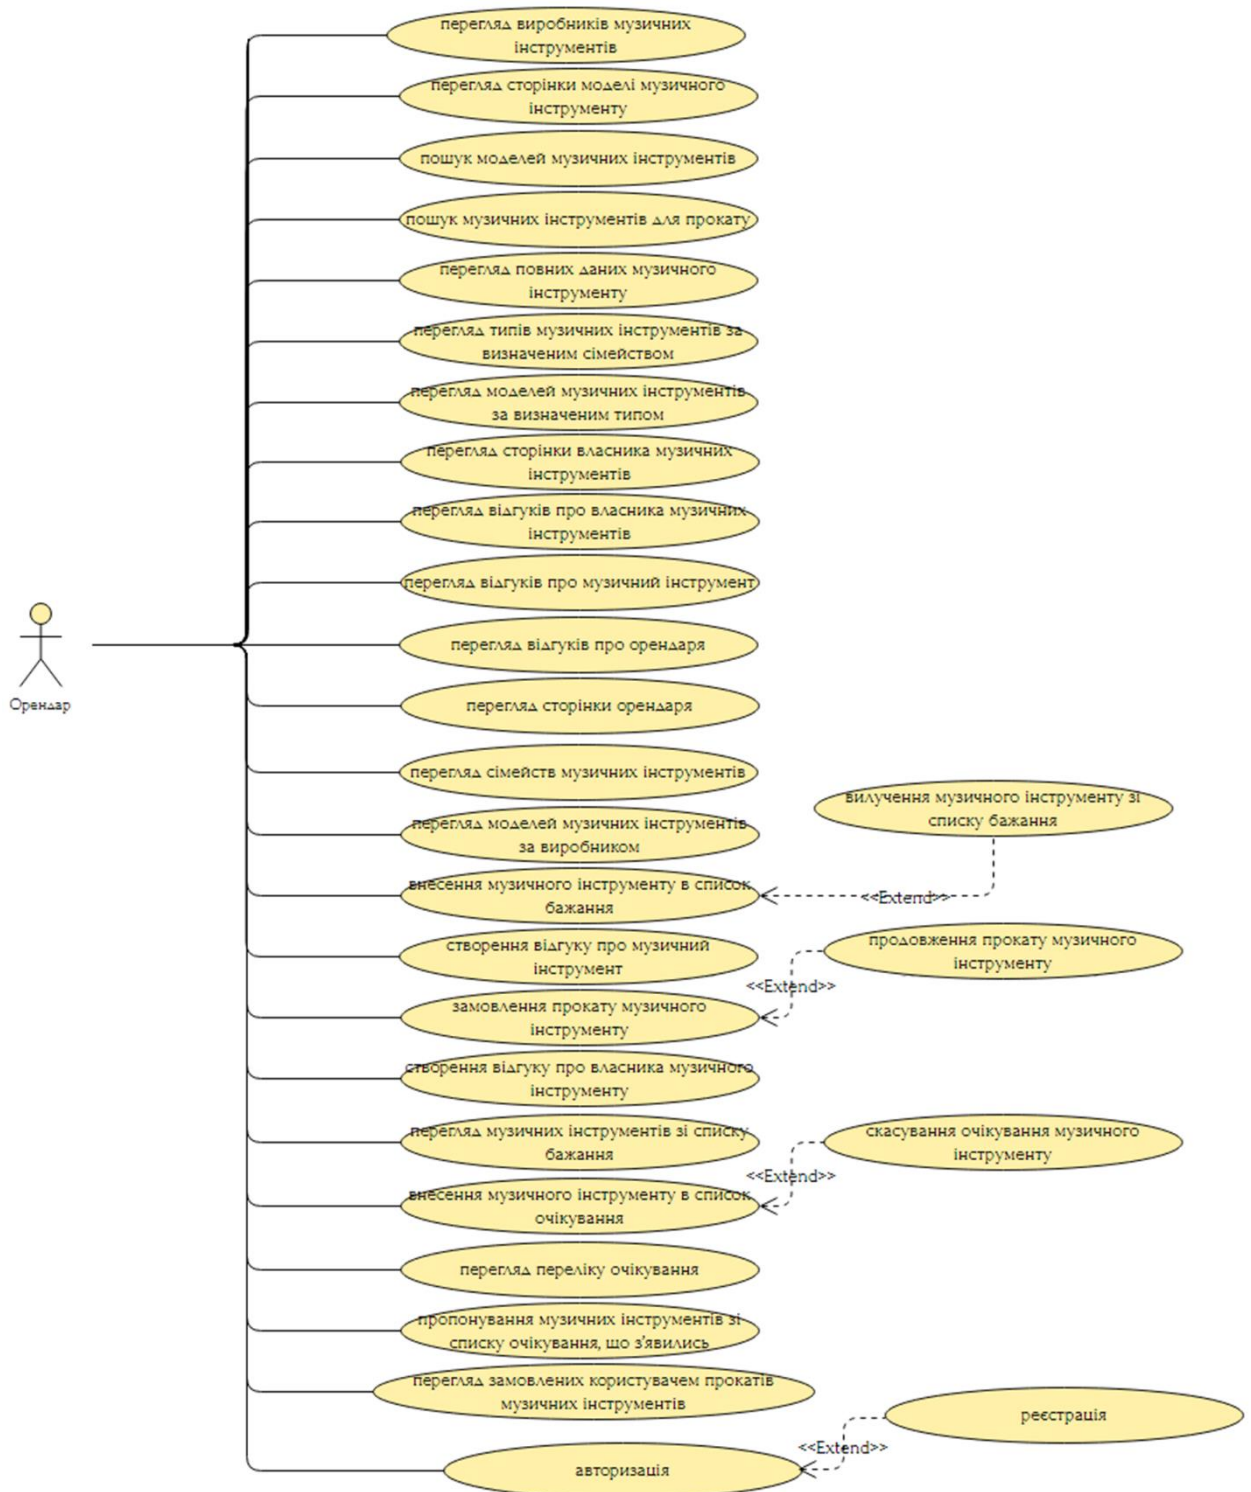 перегляд виробників музичних
інструментів
перегляд сторінки моделі музичного
інструменту
пошук моделей музичних інструментів
пошук музичних інструментів для прокату
перегляд повних даних музичного
інструменту
перегляд типів музичних інструментів за
визначеним сімейством
перегляд моделей музичних інструментів
за визначеним типом
перегляд сторінки власника музичних
інструментів
перегляд відгуків про власника музичних
інструментів
перегляд відгуків про музичний інструмент
перегляд відгуків про орендаря
Орендар
перегляд сторінки орендаря
перегляд сімейств музичних інструментів
вилучення музичного інструменту зі
списку бажання
перегляд моделей музичних інструментів
за виробником
внесення музичного інструменту в список
бажання
<<Extend>>
створення відгуку про музичний
інструмент
продовження прокату музичного
інструменту
<<Extend>>
замовлення прокату музичного
інструменту
створення відгуку про власника музичного
інструменту
перегляд музичних інструментів зі списку
бажання
скасування очікування музичного
інструменту
<<Extend>>
внесення музичного інструменту в список
очікування
перегляд переліку очікування
пропонування музичних інструментів зі
списку очікування, що з'явились
перегляд замовлених користувачем прокатів
музичних інструментів
реєстрація
<<Extend>>
авторизація